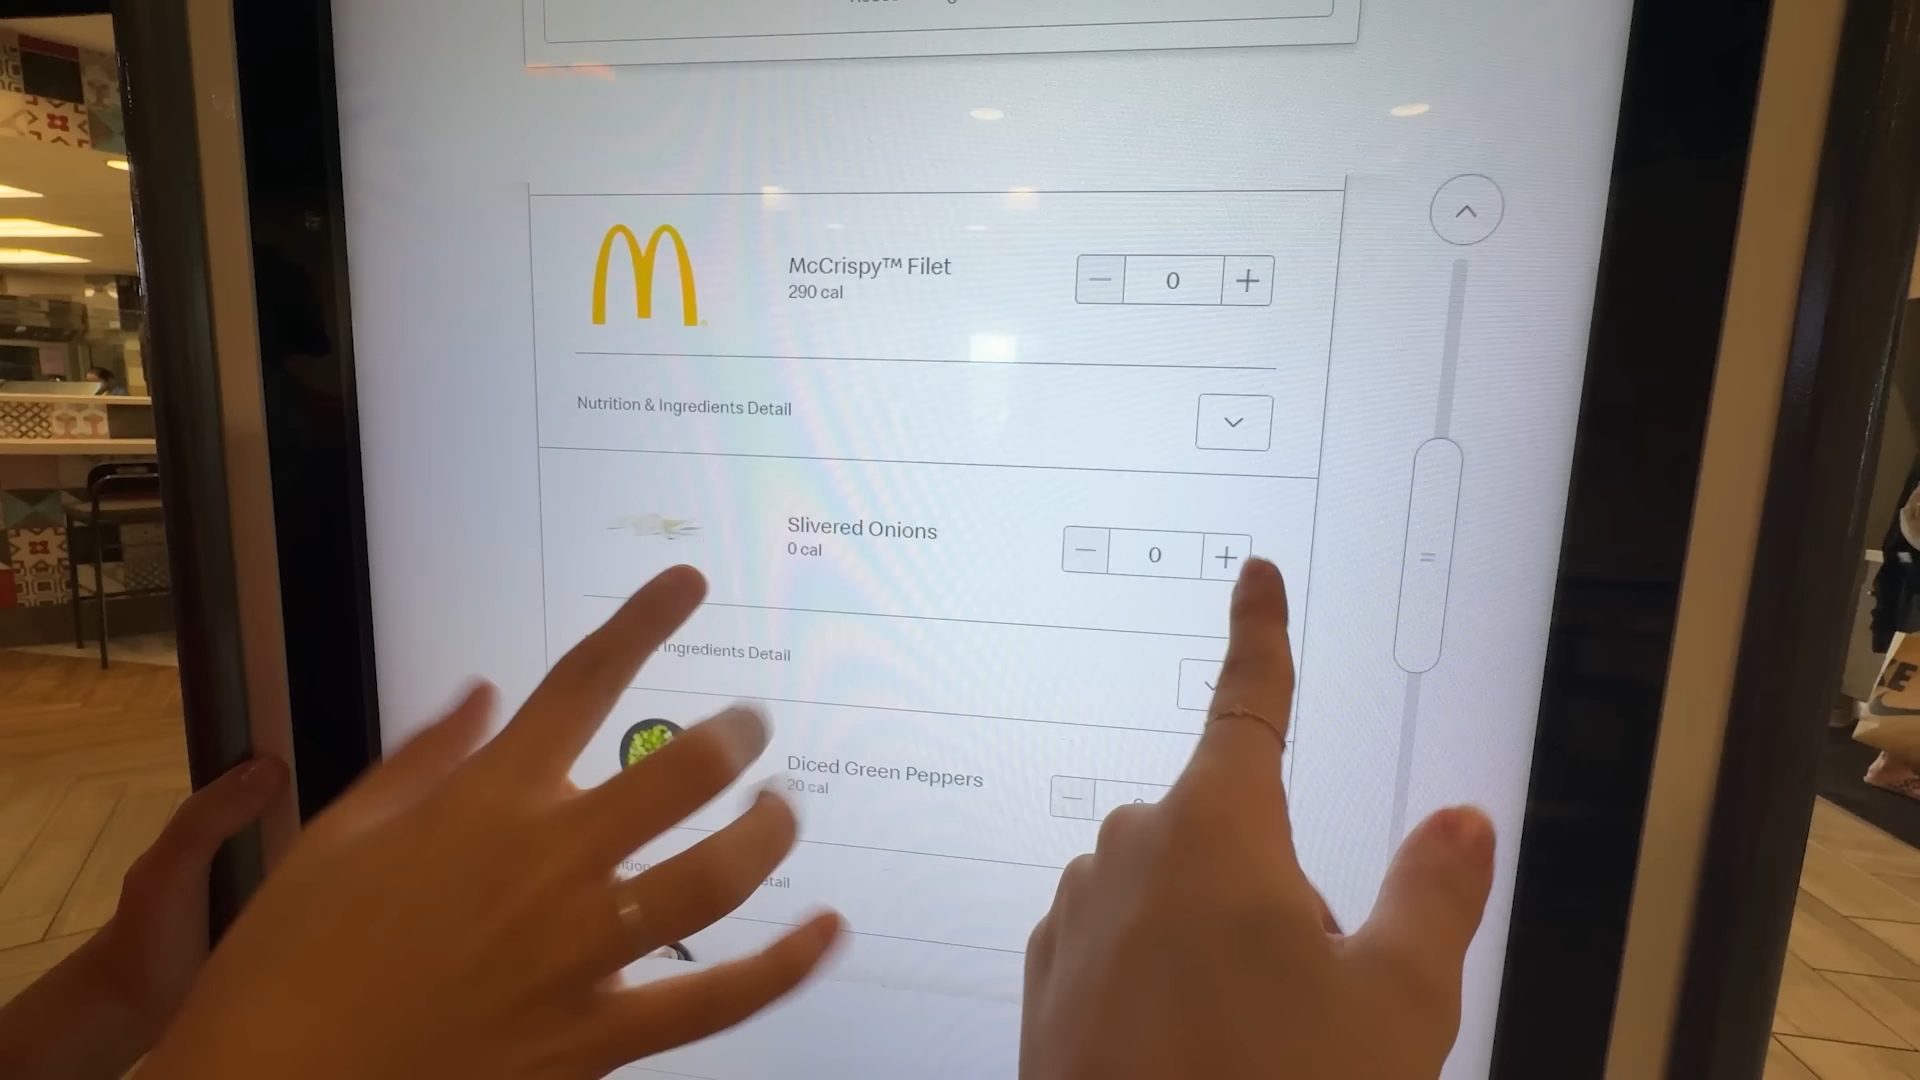 McCrispy™ Filet
290 cal
0
Nutrition & Ingredients Detail
Slivered Onions
0 cal
0
Ingredients Detail
Diced Green Peppers
20 cal